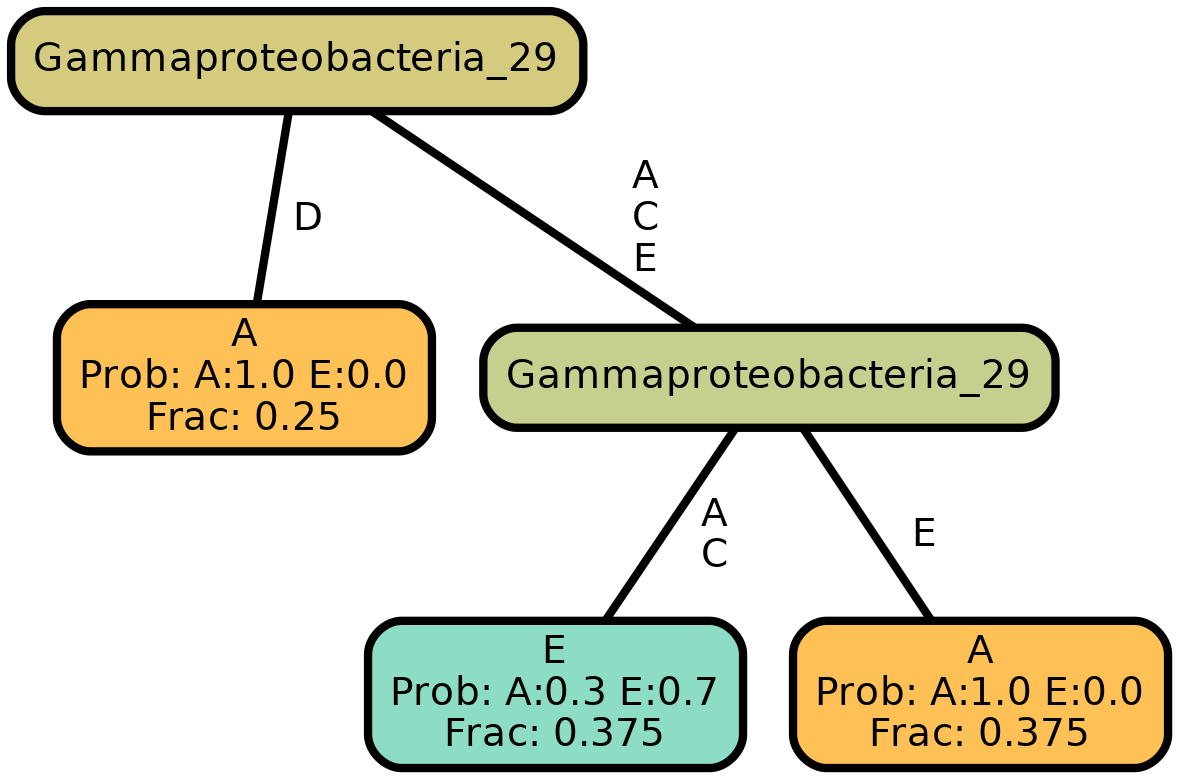 Gammaproteobacteria_29
D
A
C
E
A
Prob: A:1.0 E:0.0
Frac: 0.25
Gammaproteobacteria_29
A
C
E
E
Prob: A:0.3 E:0.7
Frac: 0.375
A
Prob: A:1.0 E:0.0
Frac: 0.375